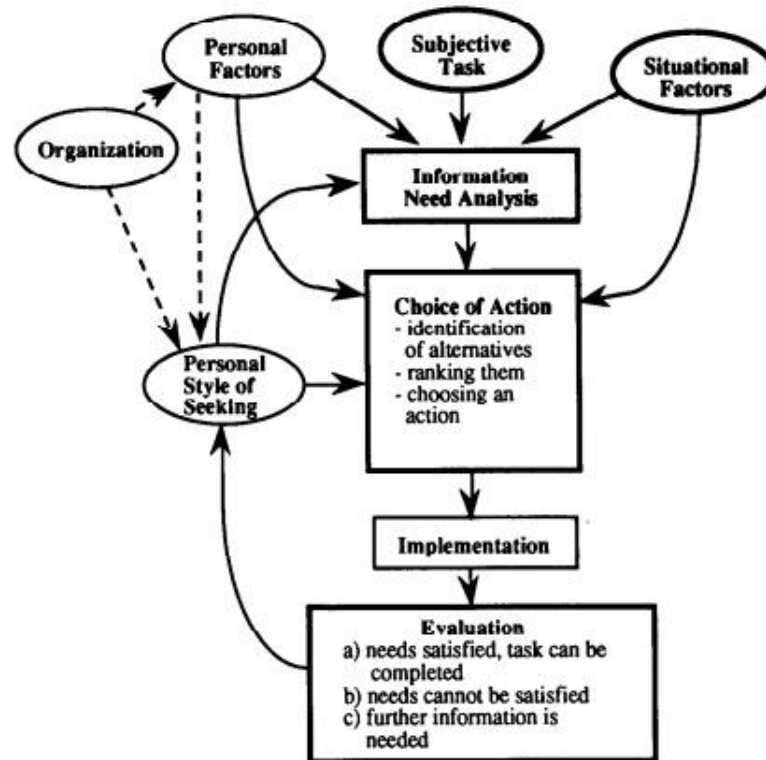 Personal
Factors
Subjective
Task
Situational
Factors
Organization
Information
Need Analysis
Choice of Action
- identification
of alternatives
- ranking them
- choosing an
action
Personal
Style of
Seeking
Implementation
Evaluation
a) needs satisfied, task can be
completed
b) needs cannot be satisfied
c) further information is
needed